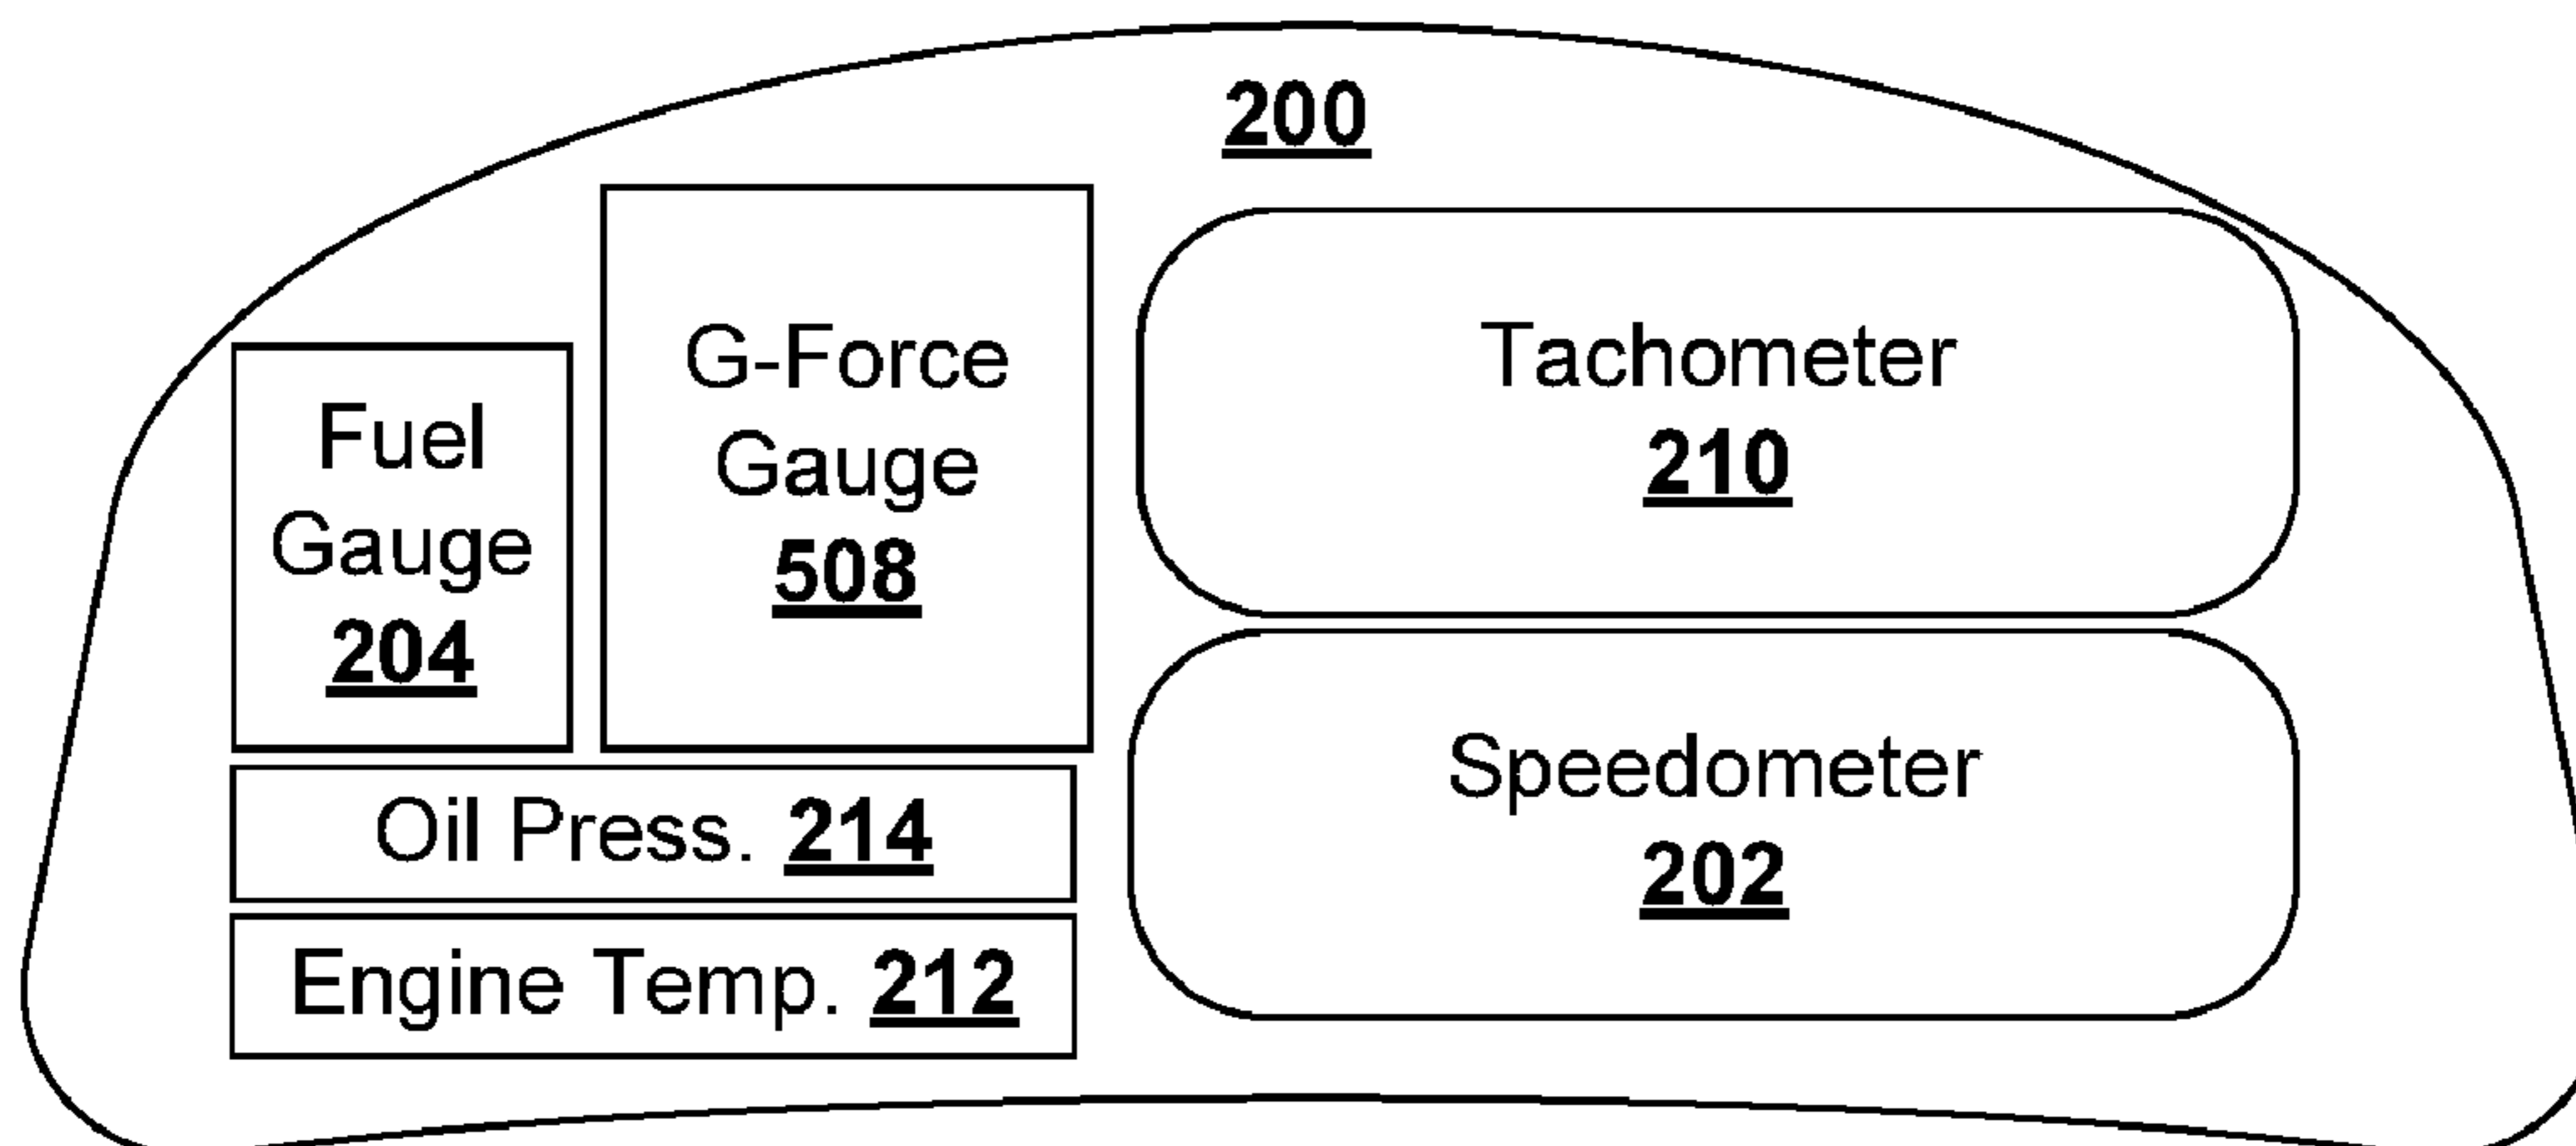 200
Fuel
Gauge
204
G-Force
Gauge
508
Tachometer
210
Oil Press. 214
Engine Temp. 212
Speedometer
202